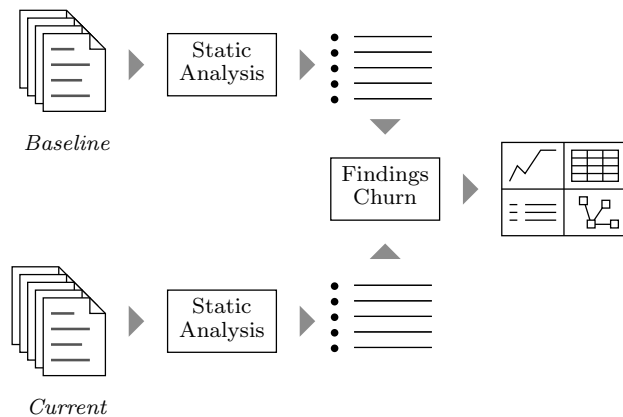 Static
Analysis
Baseline
Findings
Churn
Static
Analysis
Current